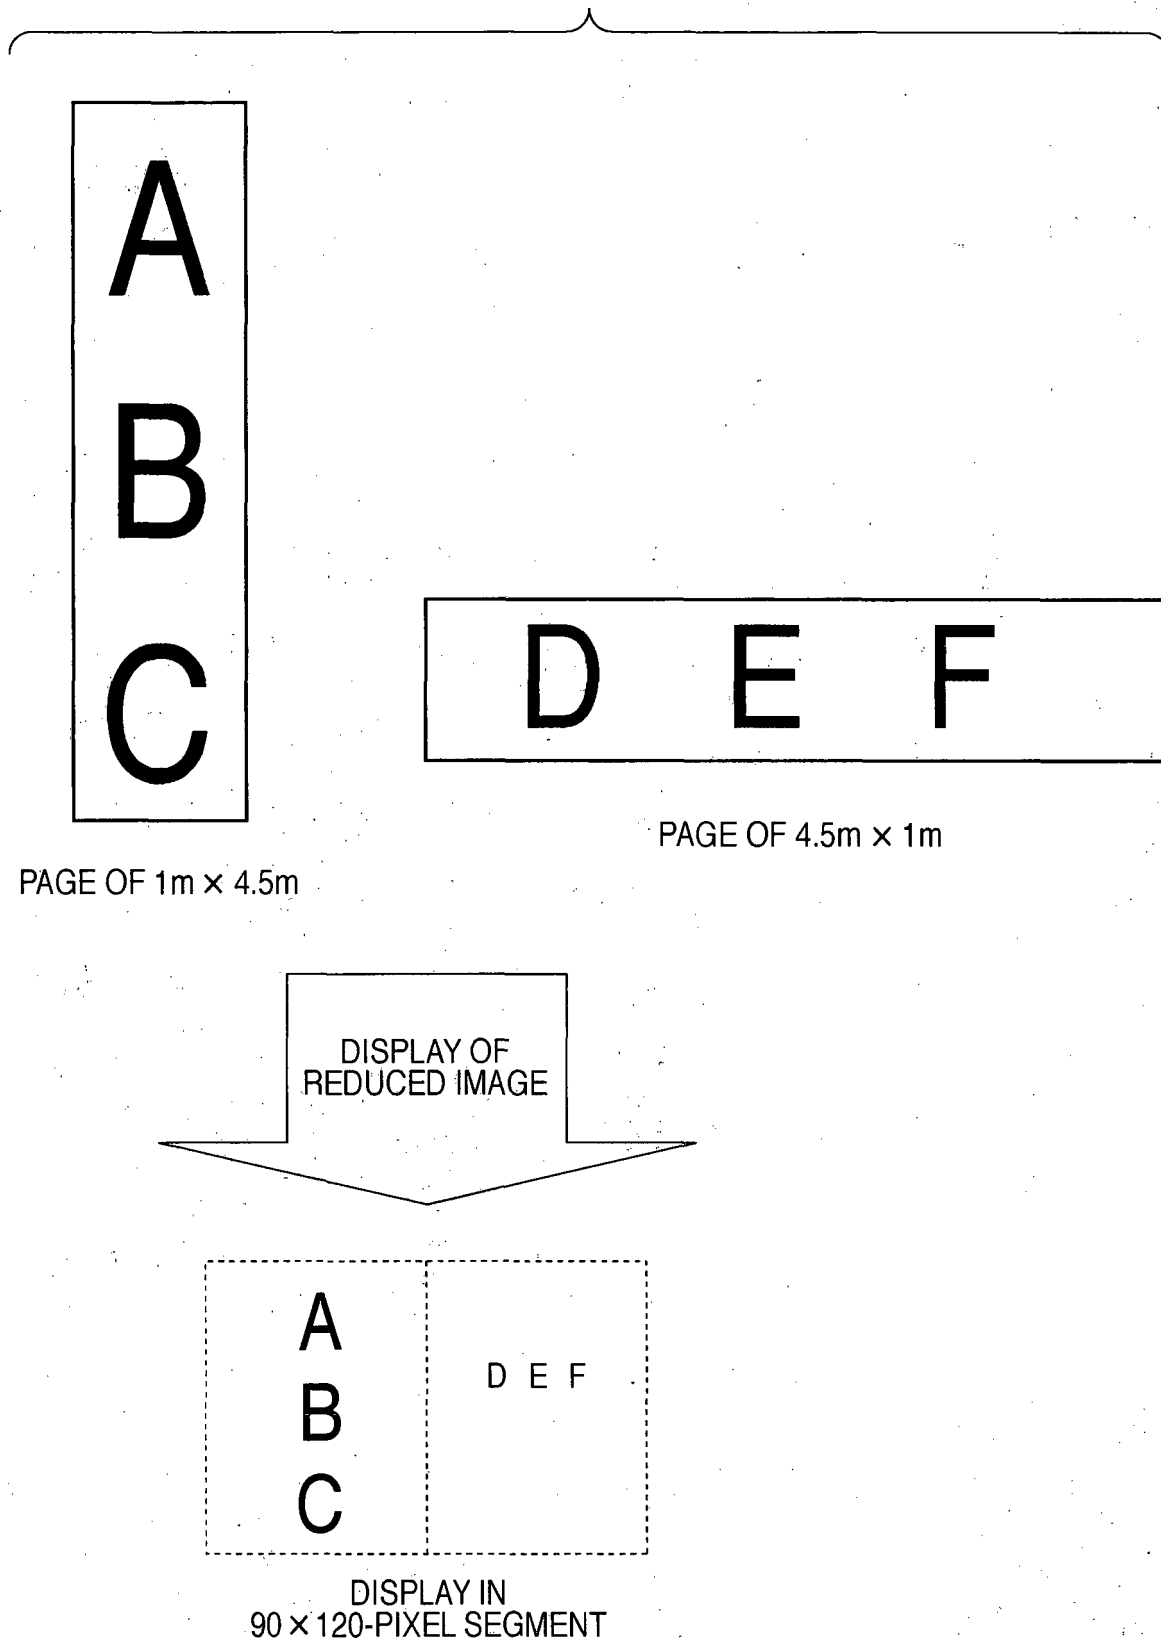 A
B
C
D E F
PAGE OF 4.5m × 1m
PAGE OF 1m × 4.5m
DISPLAY OF
REDUCED IMAGE
A
B
C
D E F
DISPLAY IN
90 × 120-PIXEL SEGMENT